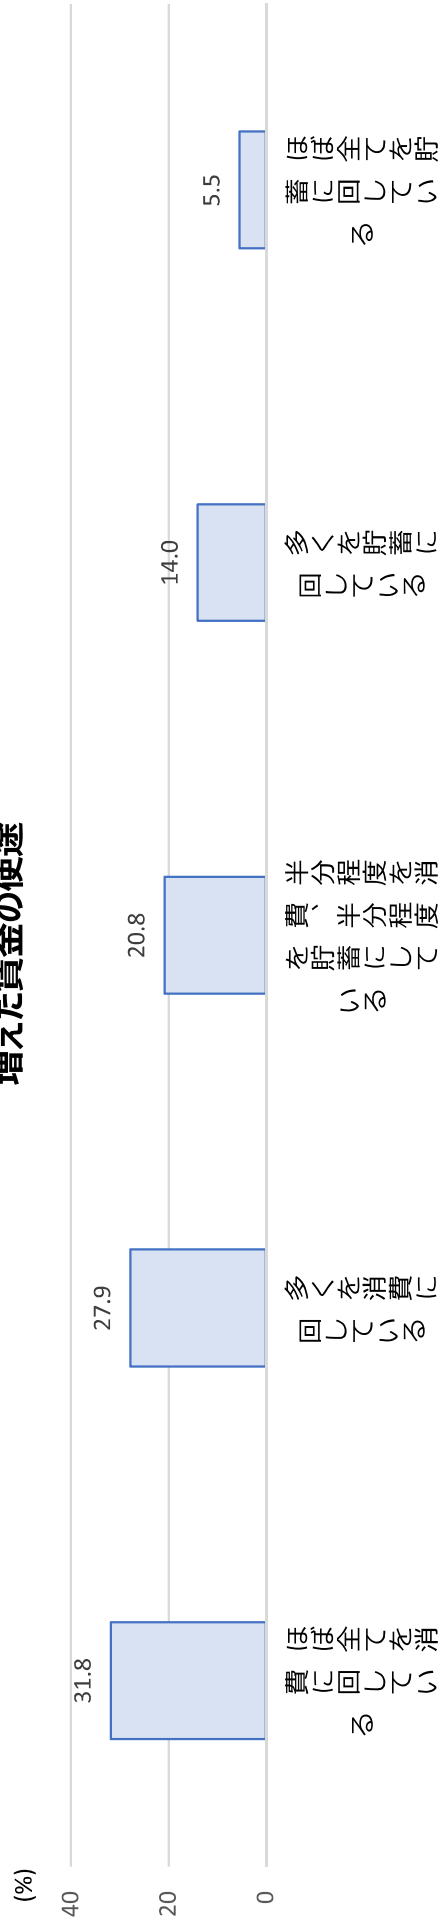 増えた賃金の使途
(%)
40
20
0
31.8
27.9
20.8
14.0
5.5
ほぼ全てを消
費に回してい
る
多くを消費に
回している
半分程度を消
費、半分程度
を貯蓄にして
いる
多くを貯蓄に
回している
ほぼ全てを貯
蓄に回してい
る